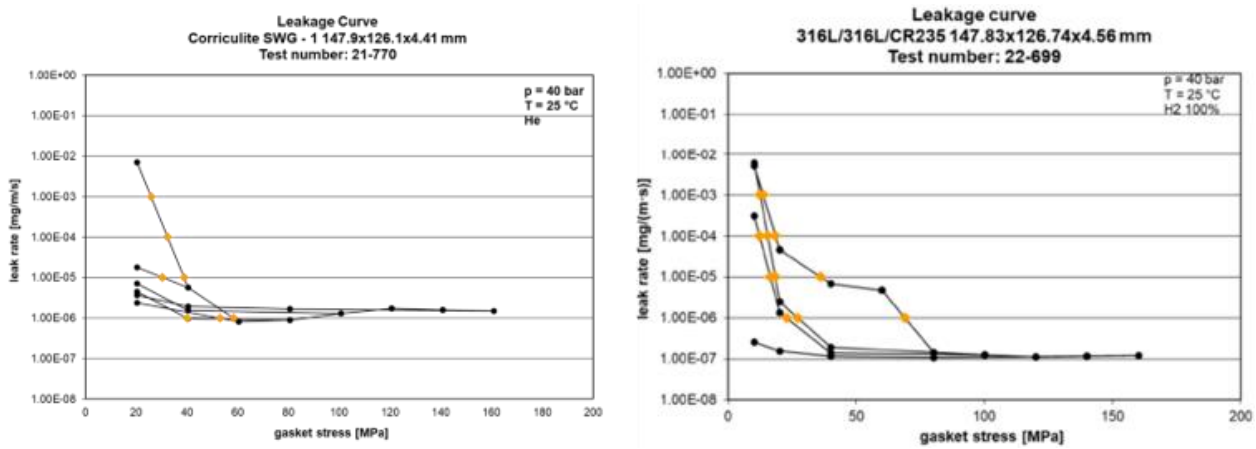 Leakage Curve
Corriculite SWG - 1 147.9x126.1x4.41 mm
Test number: 21-770
p = 40 bar
T = 25 °C
He
leak rate [mg/m/s]
1.00E+00
1.00E-01
1.00E-02
1.00E-03
1.00E-04
1.00E-05
1.00E-06
1.00E-07
1.00E-08
0 20 40 60 80 100 120 140 160 180 200
gasket stress [MPa]
Leakage curve
316L/316L/CR235 147.83x126.74x4.56 mm
Test number: 22-699
p = 40 bar
T = 25 °C
H2 100%
leak rate [mg/(m·s)]
1.00E+00
1.00E-01
1.00E-02
1.00E-03
1.00E-04
1.00E-05
1.00E-06
1.00E-07
1.00E-08
0 50 100 150 200
gasket stress [MPa]